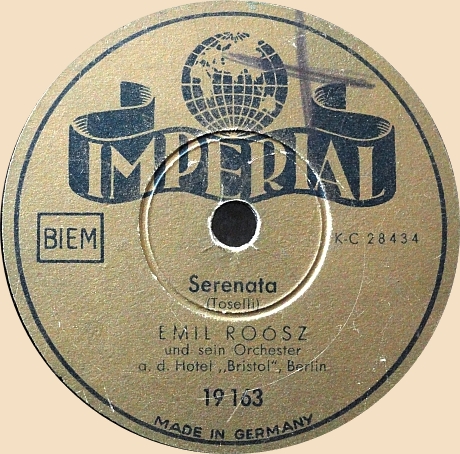 IMPERIAL
BIEM
K-C 28434
Serenata
(Toselli)
EMIL ROÓSZ
und sein Orchester
a. d. Hotel „Bristol", Berlin
19163
MADE IN GERMANY